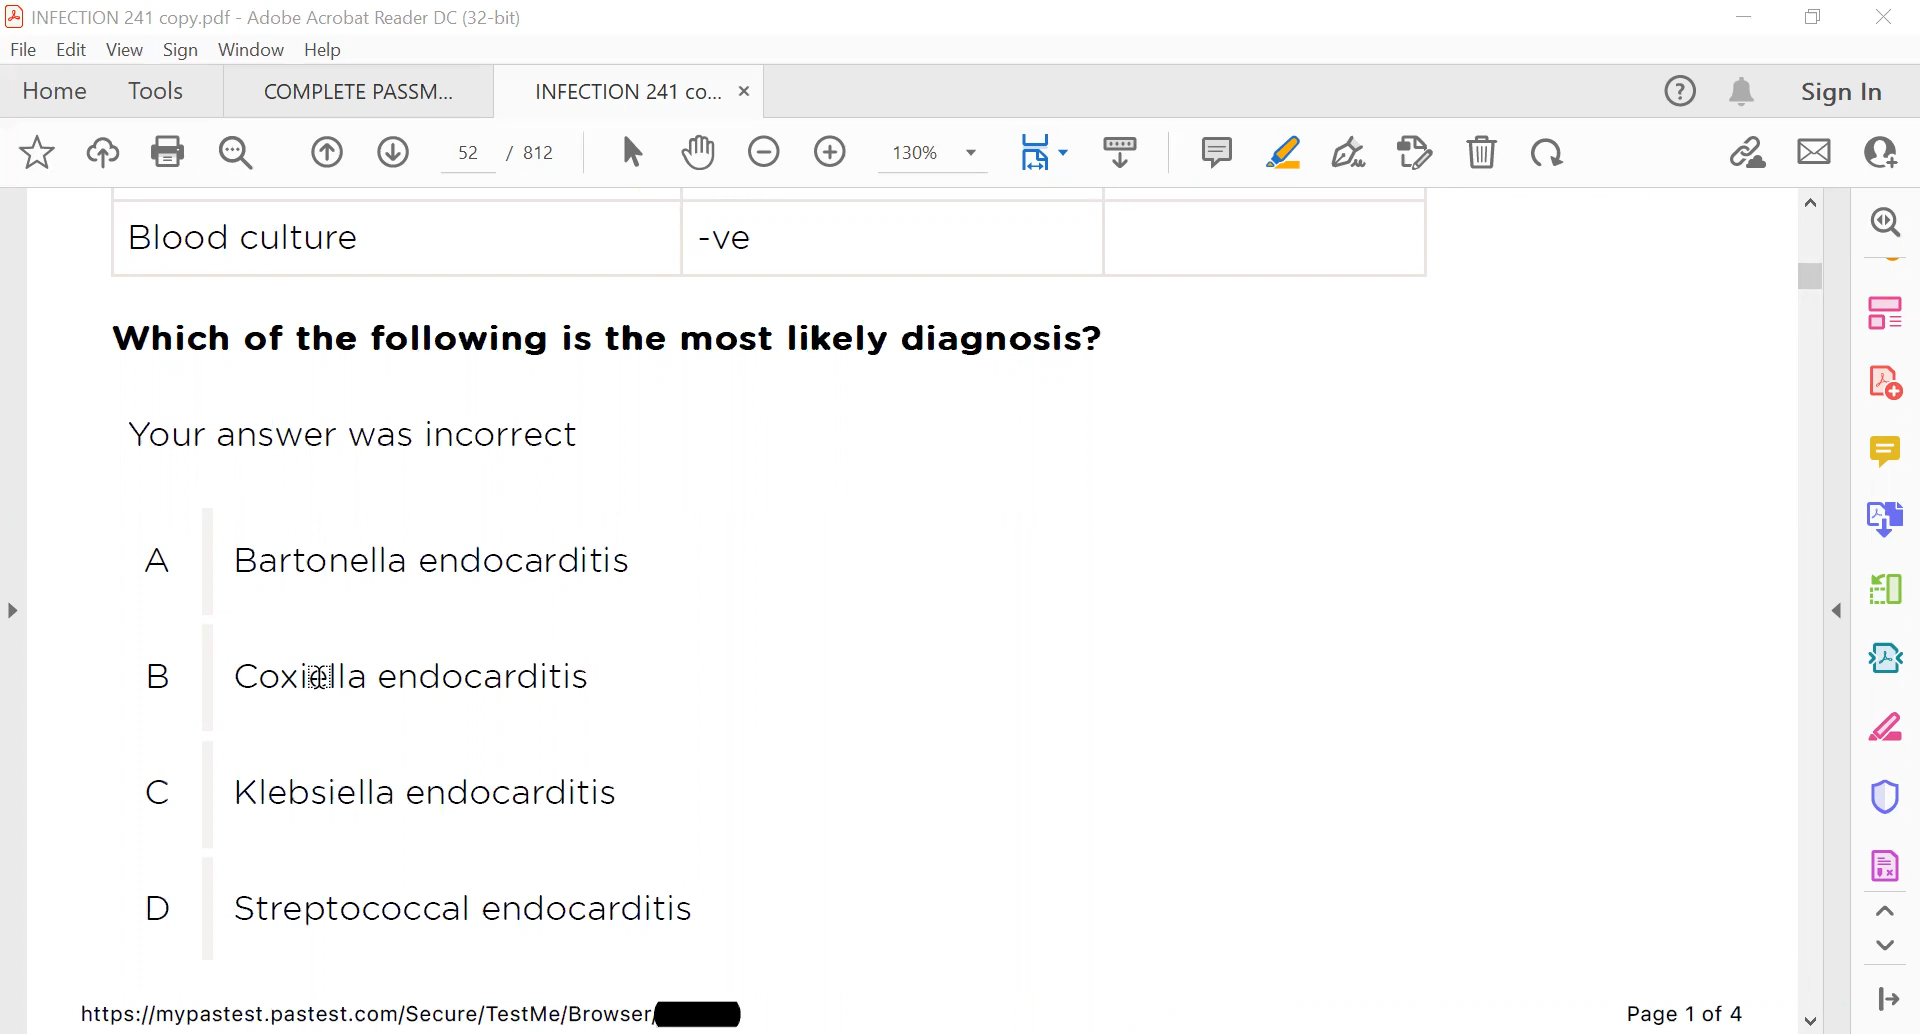 INFECTION 241 copy.pdf - Adobe Acrobat Reader DC (32-bit)
File Edit View Sign Window Help
Home Tools COMPLETE PASSM... INFECTION 241 co... × Sign In
52 / 812 130%
Blood culture -ve
Which of the following is the most likely diagnosis?
Your answer was incorrect
A Bartonella endocarditis
B Coxiella endocarditis
C Klebsiella endocarditis
D Streptococcal endocarditis
https://mypastest.pastest.com/Secure/TestMe/Browser/
Page 1 of 4